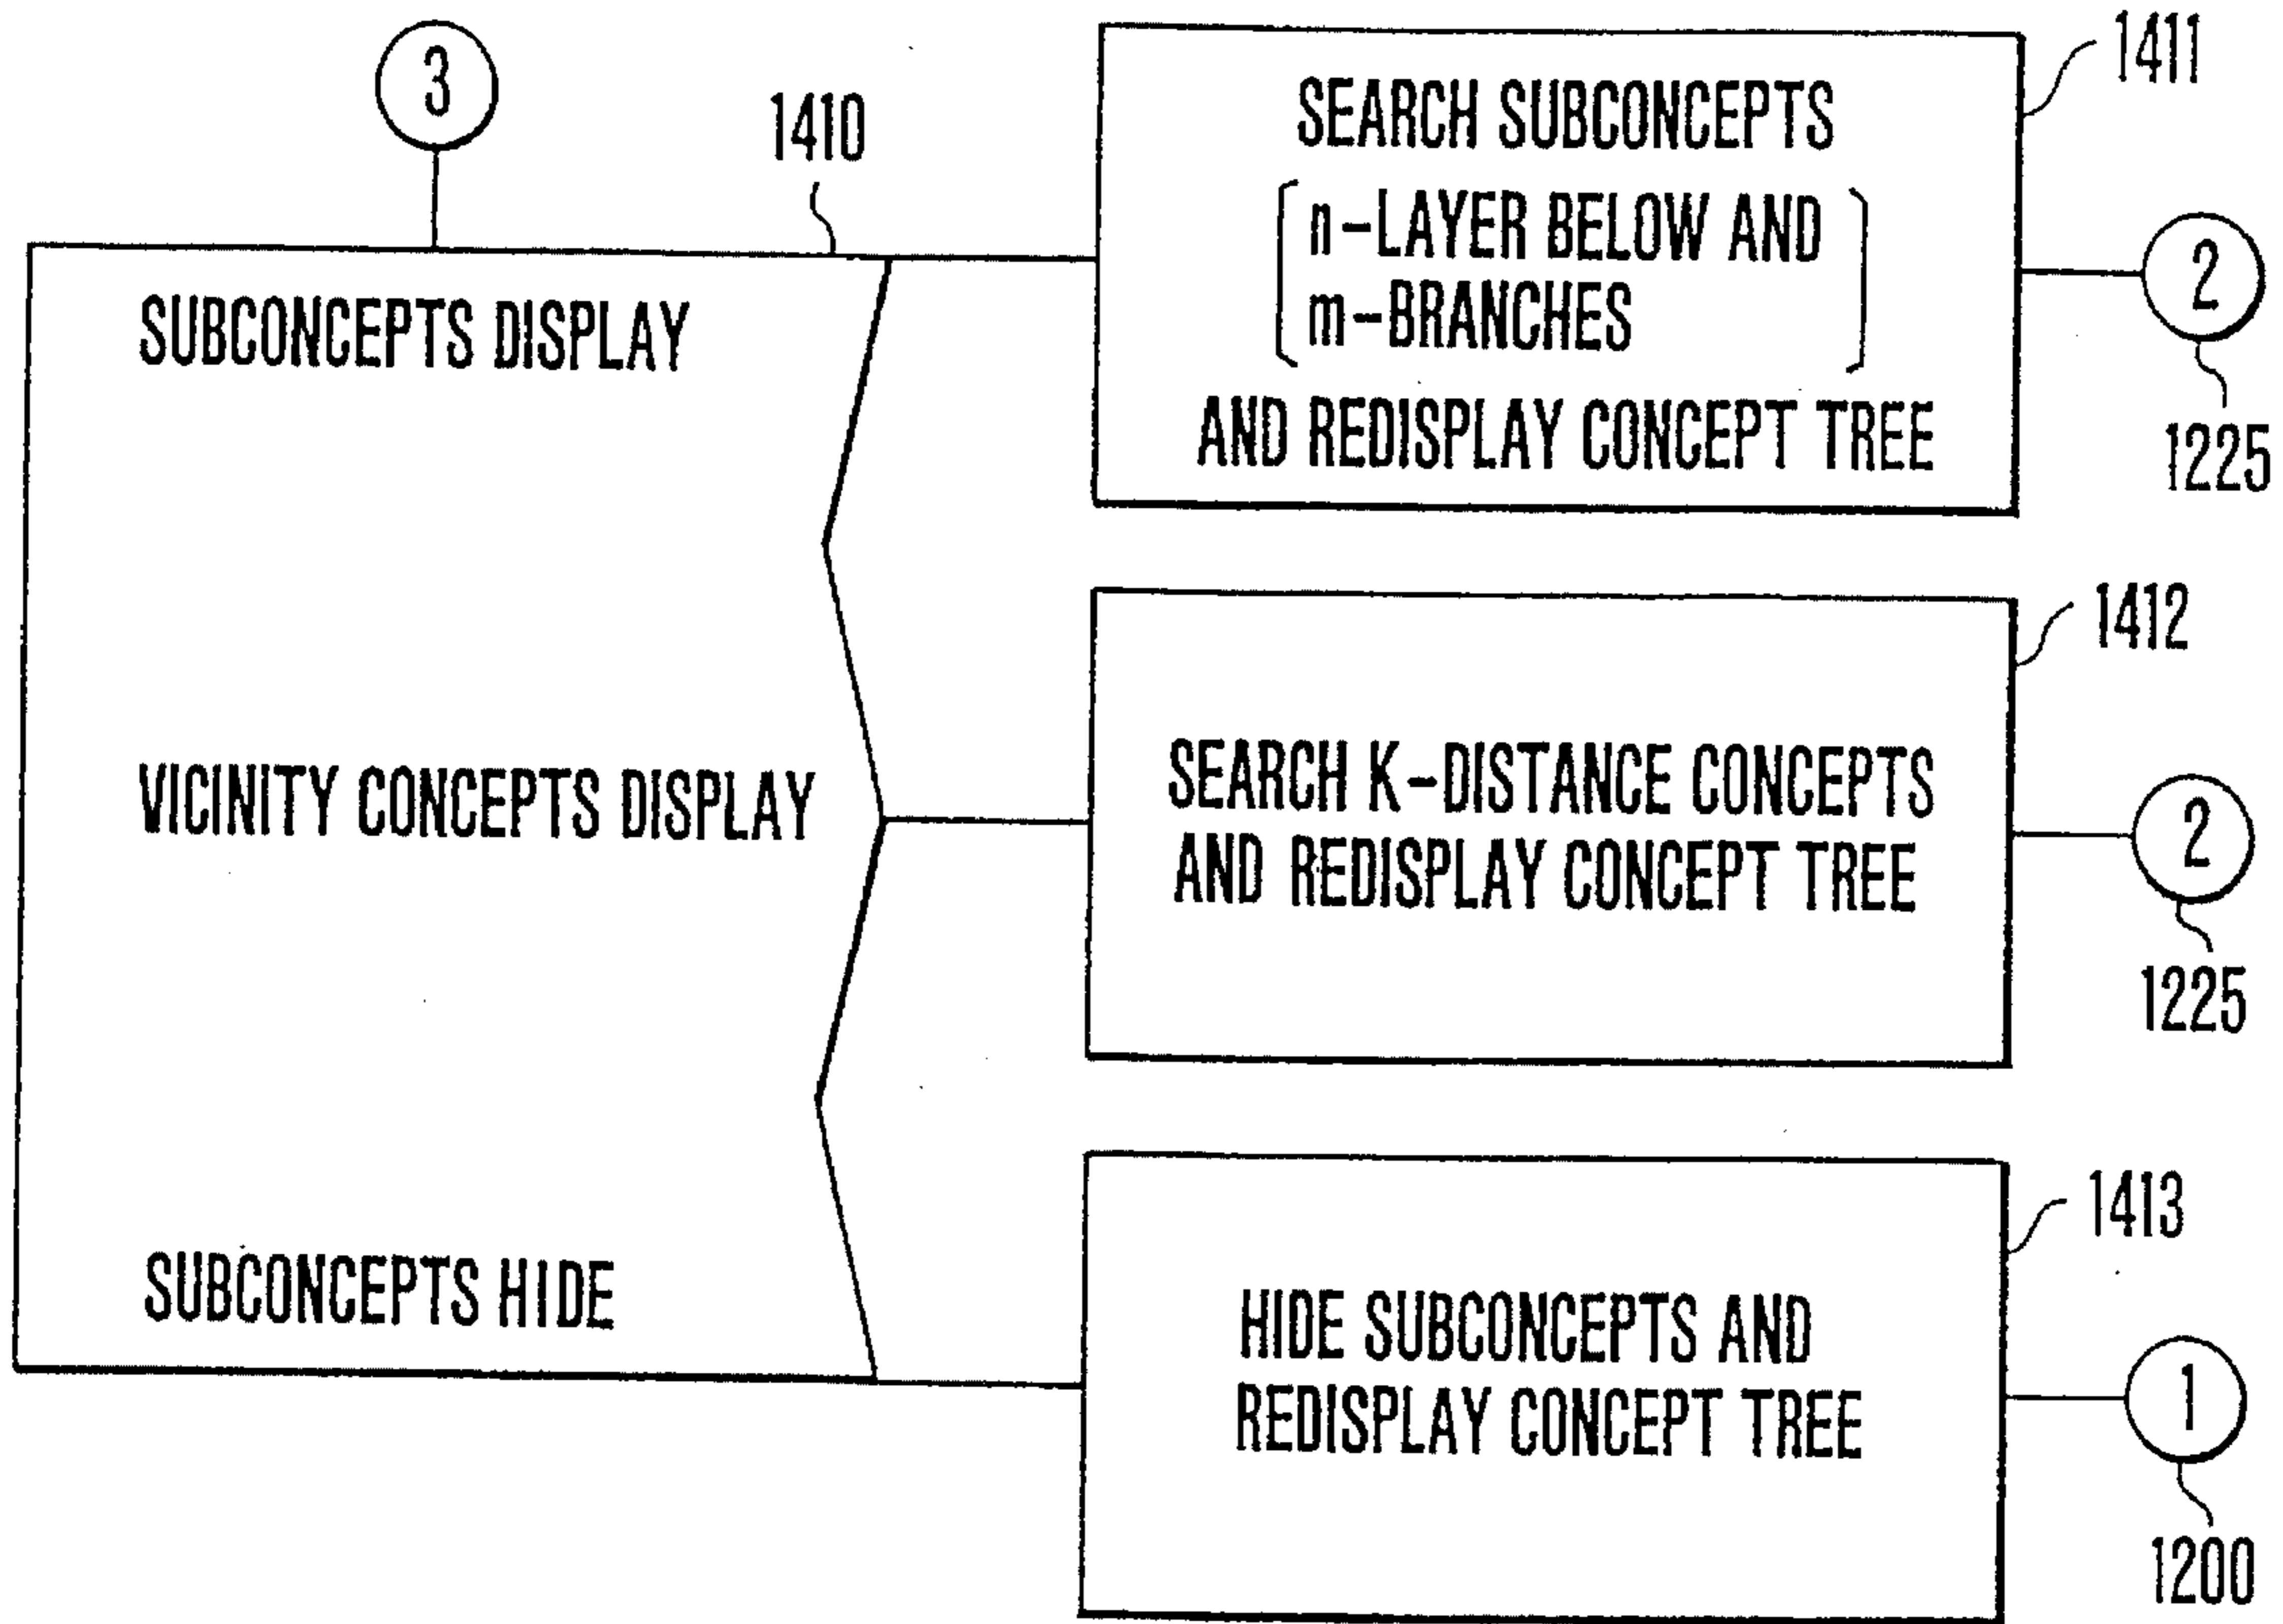 3
1410
SUBCONCEPTS DISPLAY
VICINITY CONCEPTS DISPLAY
SUBCONCEPTS HIDE
1411
SEARCH SUBCONCEPTS
n-LAYER BELOW AND
m-BRANCHES
AND REDISPLAY CONCEPT TREE
2
1225
1412
SEARCH K-DISTANCE CONCEPTS
AND REDISPLAY CONCEPT TREE
2
1225
1413
HIDE SUBCONCEPTS AND
REDISPLAY CONCEPT TREE
1
1200